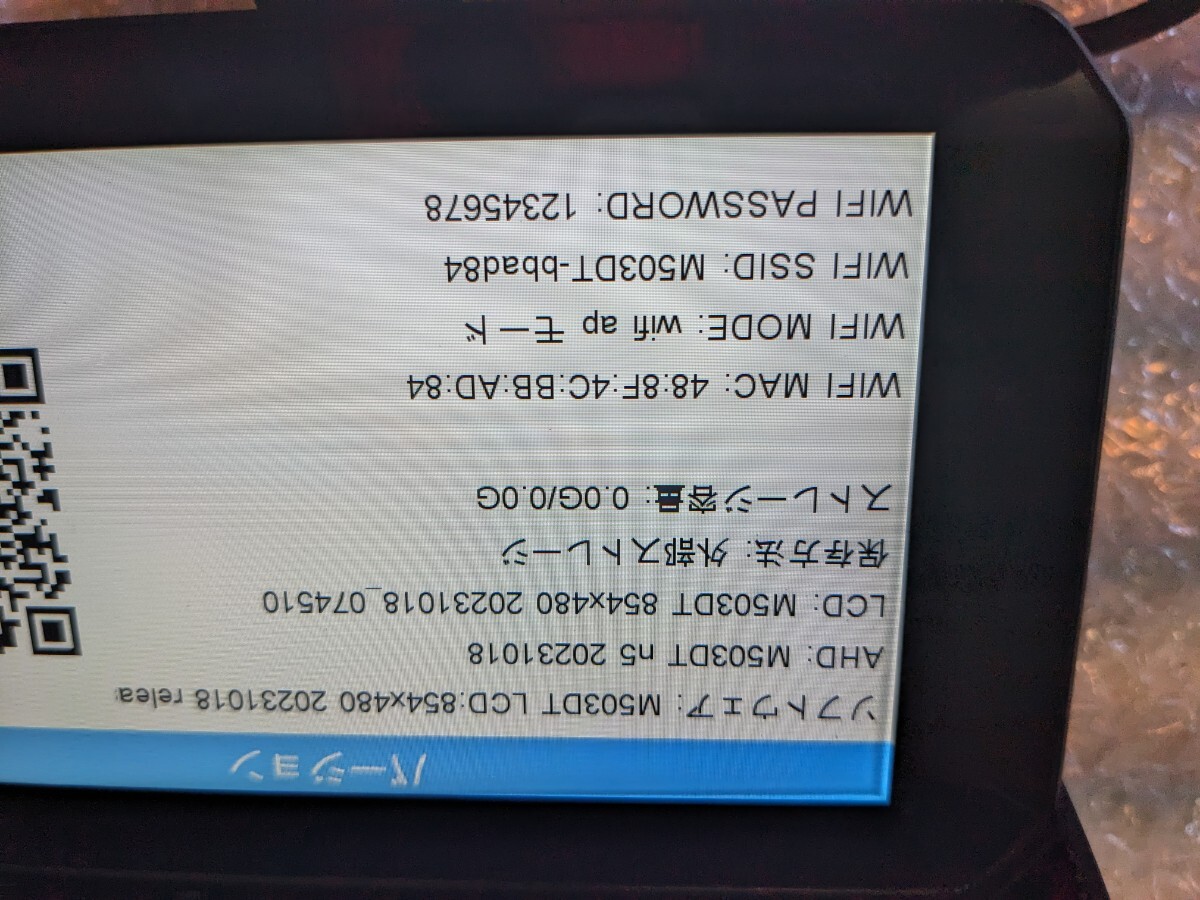 バージョン
ソフトウェア: M503DT LCD:854x480 20231018 relea
AHD: M503DT n5 20231018
LCD: M503DT 854x480 20231018_074510
保存方法: 外部ストレージ
ストレージ容量: 0.0G/0.0G
WIFI MAC: 48:8F:4C:BB:AD:84
WIFI MODE: wifi ap モード
WIFI SSID: M503DT-bbad84
WIFI PASSWORD: 12345678